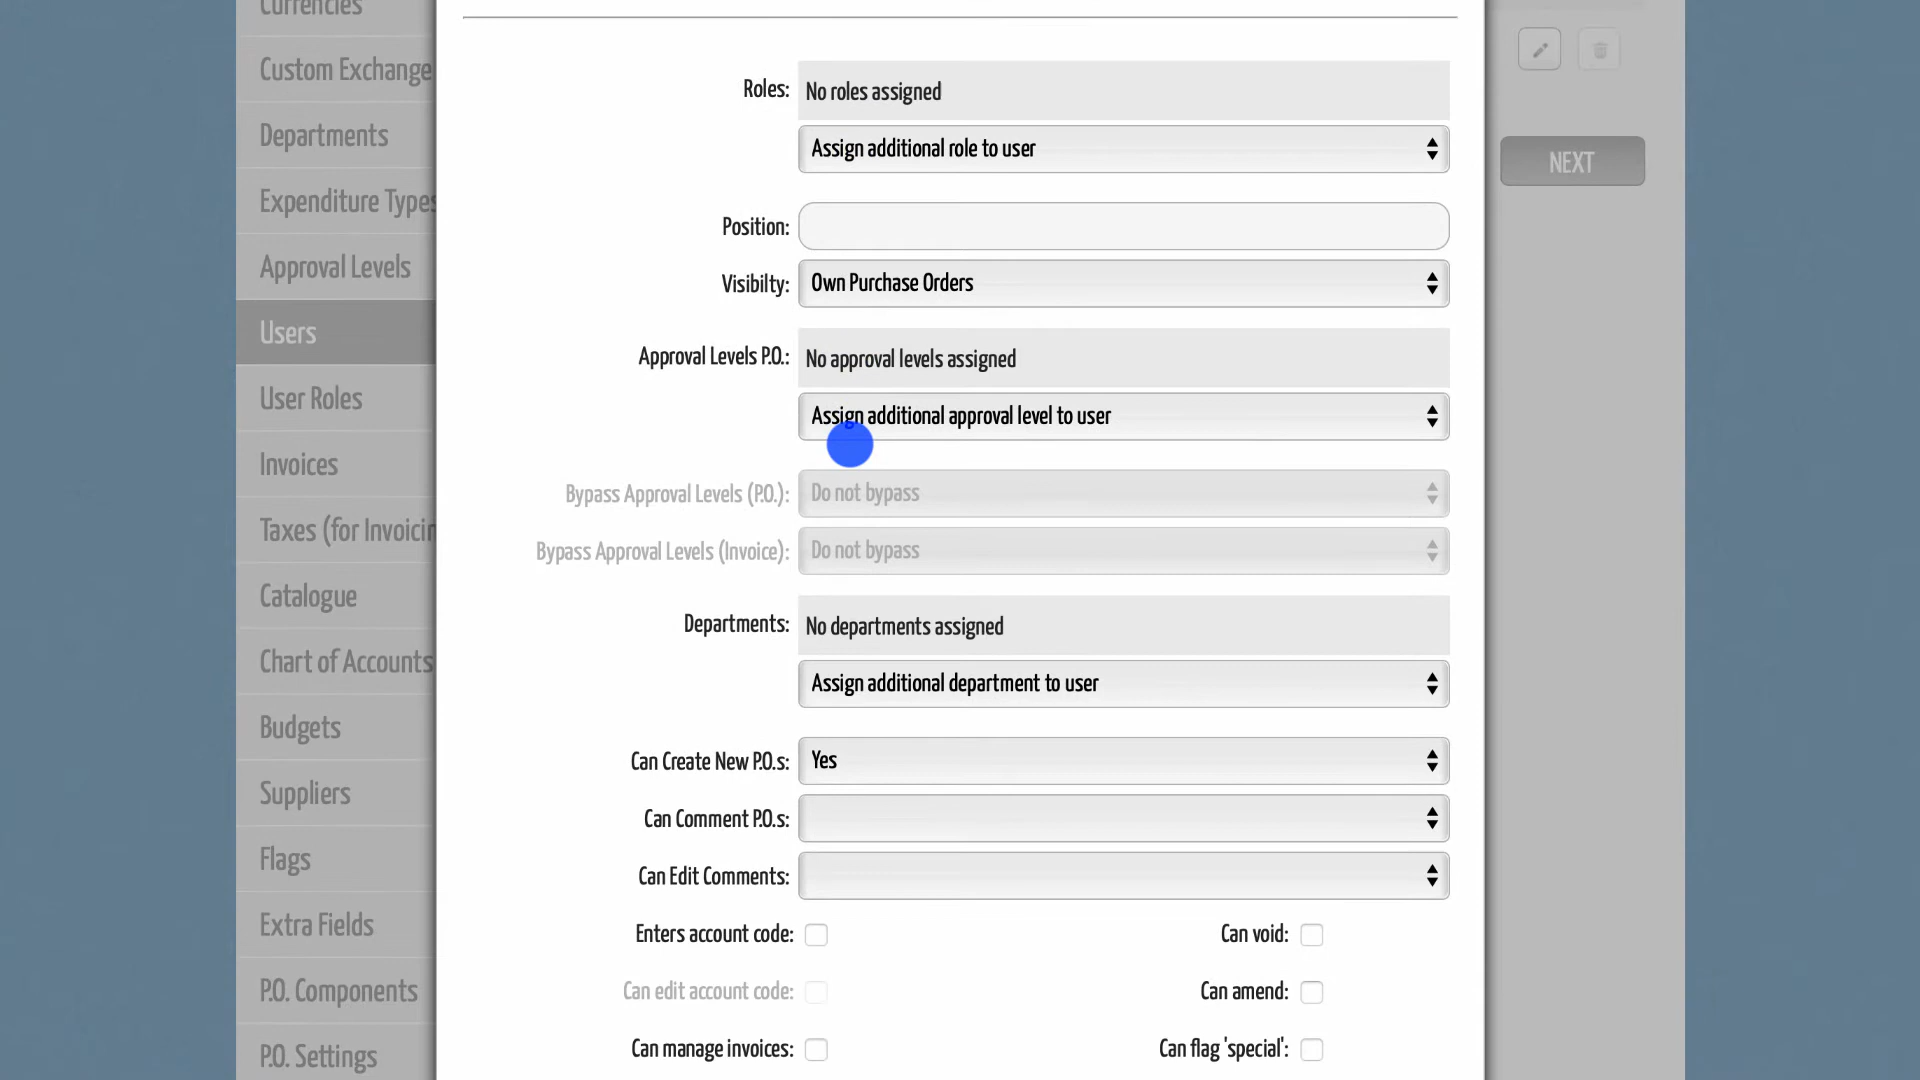 Currencies
Custom Exchange
Departments
Expenditure Types
Approval Levels
Users
User Roles
Invoices
Taxes (for Invoicin
Catalogue
Chart of Accounts
Budgets
Suppliers
Flags
Extra Fields
P.O. Components
P.O. Settings
Roles: No roles assigned
Assign additional role to user
Position:
Visibilty: Own Purchase Orders
Approval Levels P.O.: No approval levels assigned
Assign additional approval level to user
Bypass Approval Levels (P.O.): Do not bypass
Bypass Approval Levels (Invoice): Do not bypass
Departments: No departments assigned
Assign additional department to user
Can Create New P.O.s: Yes
Can Comment P.O.s:
Can Edit Comments:
Enters account code: Can void:
Can edit account code: Can amend:
Can manage invoices: Can flag 'special':
NEXT